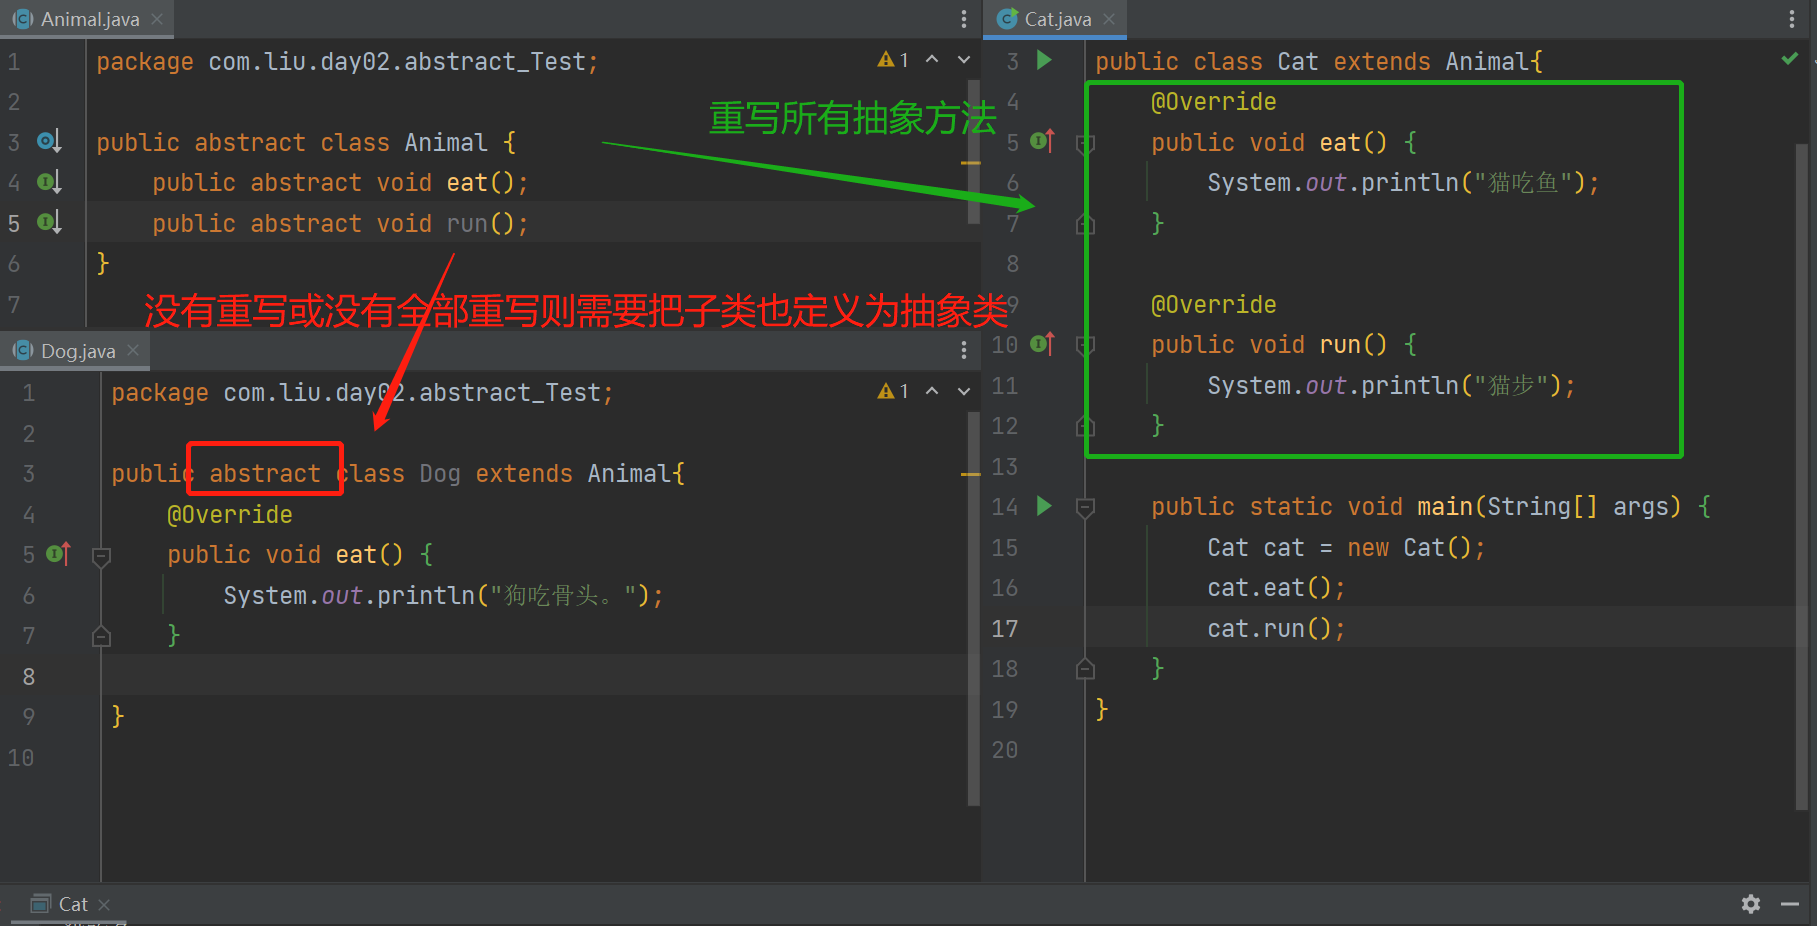 Animal.java
1
1 package com.liu.day02.abstract_Test;
2
3 public abstract class Animal {
4 public abstract void eat();
5 public abstract void run();
6 }
7
重写所有抽象方法
没有重写或没有全部重写则需要把子类也定义为抽象类
Dog.java
1
1 package com.liu.day02.abstract_Test;
2
3 public abstract class Dog extends Animal{
4 @Override
5 public void eat() {
6 System.out.println("狗吃骨头。");
7 }
8
9 }
10
Cat.java
3 public class Cat extends Animal{
4 @Override
5 public void eat() {
6 System.out.println("猫吃鱼");
7 }
8
9 @Override
10 public void run() {
11 System.out.println("猫步");
12 }
13
14 public static void main(String[] args) {
15 Cat cat = new Cat();
16 cat.eat();
17 cat.run();
18 }
19 }
20
Cat